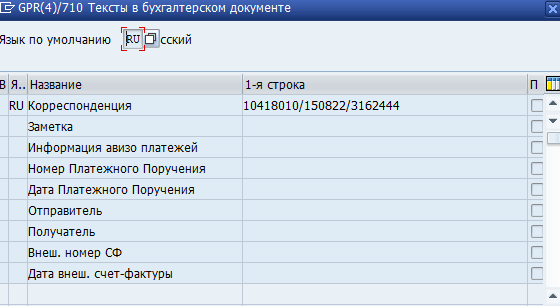 GPR(4)/710 Тексты в бухгалтерском документе
Язык по умолчанию RU сский
В Я.. Название 1-я строка П
RU Корреспонденция 10418010/150822/3162444
Заметка
Информация авизо платежей
Номер Платежного Поручения
Дата Платежного Поручения
Отправитель
Получатель
Внеш. номер СФ
Дата внеш. счет-фактуры